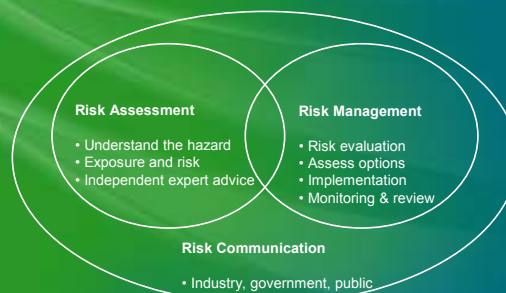 Risk Assessment
• Understand the hazard
• Exposure and risk
• Independent expert advice
Risk Management
• Risk evaluation
• Assess options
• Implementation
• Monitoring & review
Risk Communication
• Industry, government, public